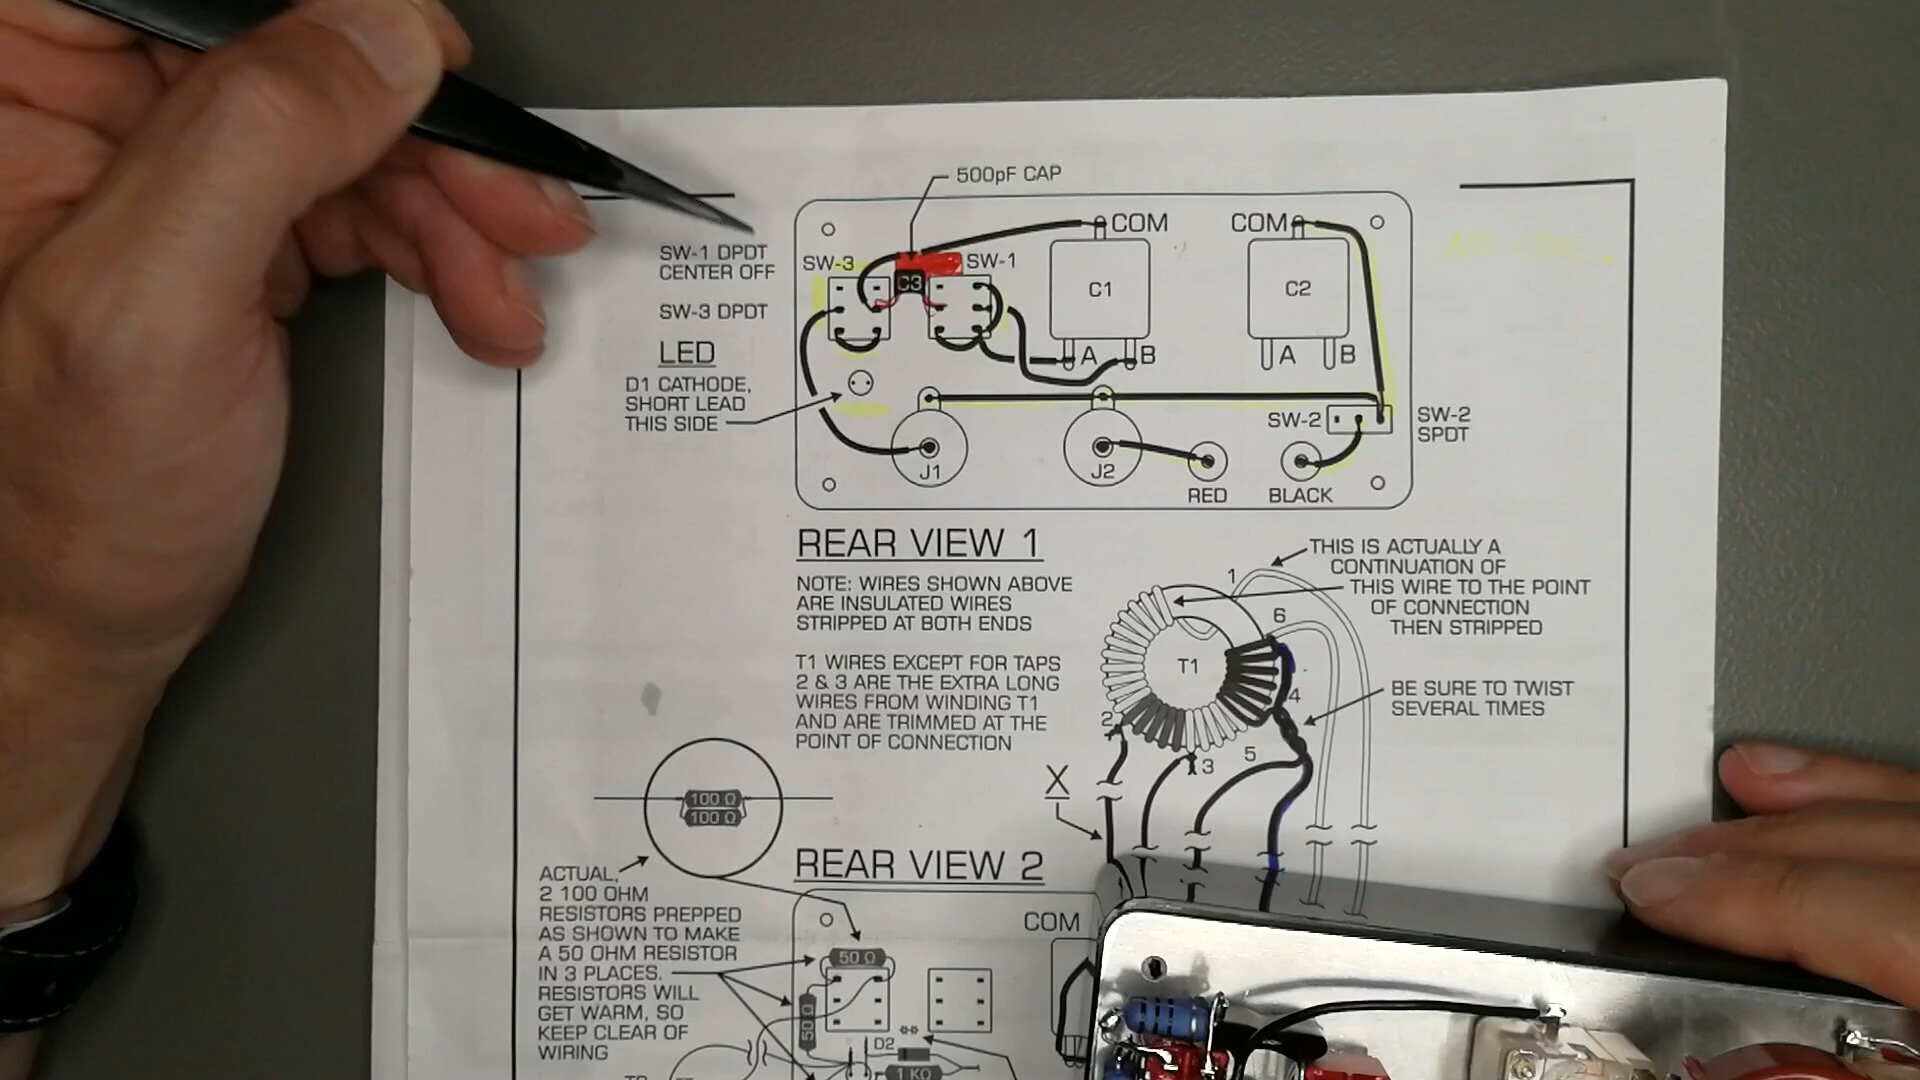 500pF CAP
COM
COM
SW-1 DPDT
CENTER OFF
SW-3
SW-1
C3
C1
C2
SW-3 DPDT
LED
A
B
A
B
D1 CATHODE,
SHORT LEAD
THIS SIDE
SW-2
SW-2
SPDT
J1
J2
RED
BLACK
REAR VIEW 1
NOTE: WIRES SHOWN ABOVE
ARE INSULATED WIRES
STRIPPED AT BOTH ENDS
T1 WIRES EXCEPT FOR TAPS
2 & 3 ARE THE EXTRA LONG
WIRES FROM WINDING T1
AND ARE TRIMMED AT THE
POINT OF CONNECTION
THIS IS ACTUALLY A
CONTINUATION OF
THIS WIRE TO THE POINT
OF CONNECTION
THEN STRIPPED
1
6
T1
4
BE SURE TO TWIST
SEVERAL TIMES
2
3
5
X
100 Ω
100 Ω
REAR VIEW 2
ACTUAL,
2 100 OHM
RESISTORS PREPPED
AS SHOWN TO MAKE
A 50 OHM RESISTOR
IN 3 PLACES.
RESISTORS WILL
GET WARM, SO
KEEP CLEAR OF
WIRING
COM
50 Ω
50 Ω
**
D2
1 KΩ